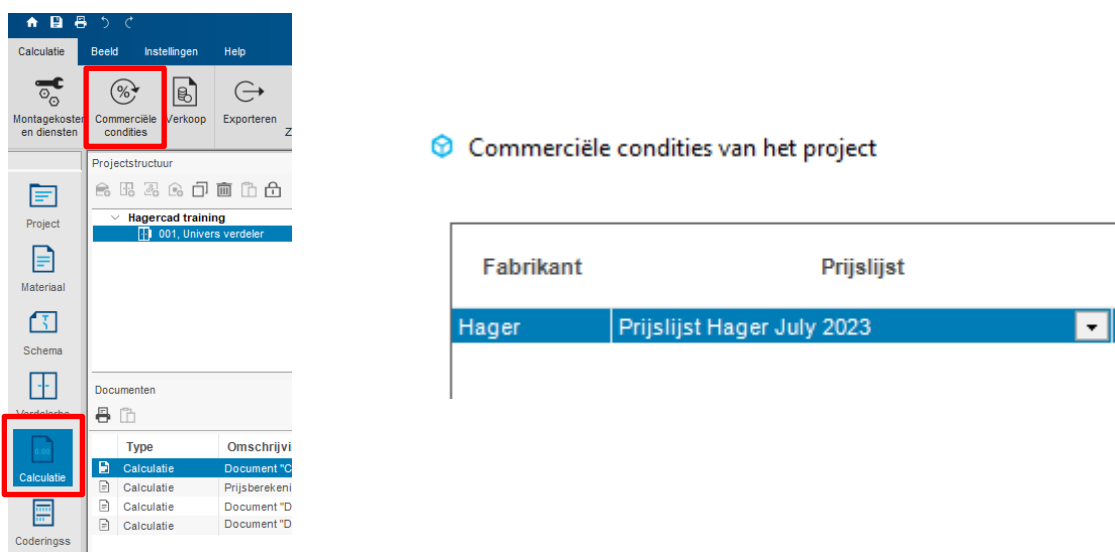 Calculatie Beeld Instellingen Help
Montagekosten en diensten
Commerciële condities
Verkoop
Exporteren
Z
Projectstructuur
Hagercad training
001, Univers verdeler
Project
Materiaal
Schema
Calculatie
Coderingss
Documenten
Type Omschrijvi
Calculatie Document "C
Calculatie Prijsberekeni
Calculatie Document "D
Calculatie Document "D
Commerciële condities van het project
Fabrikant Prijslijst
Hager Prijslijst Hager July 2023